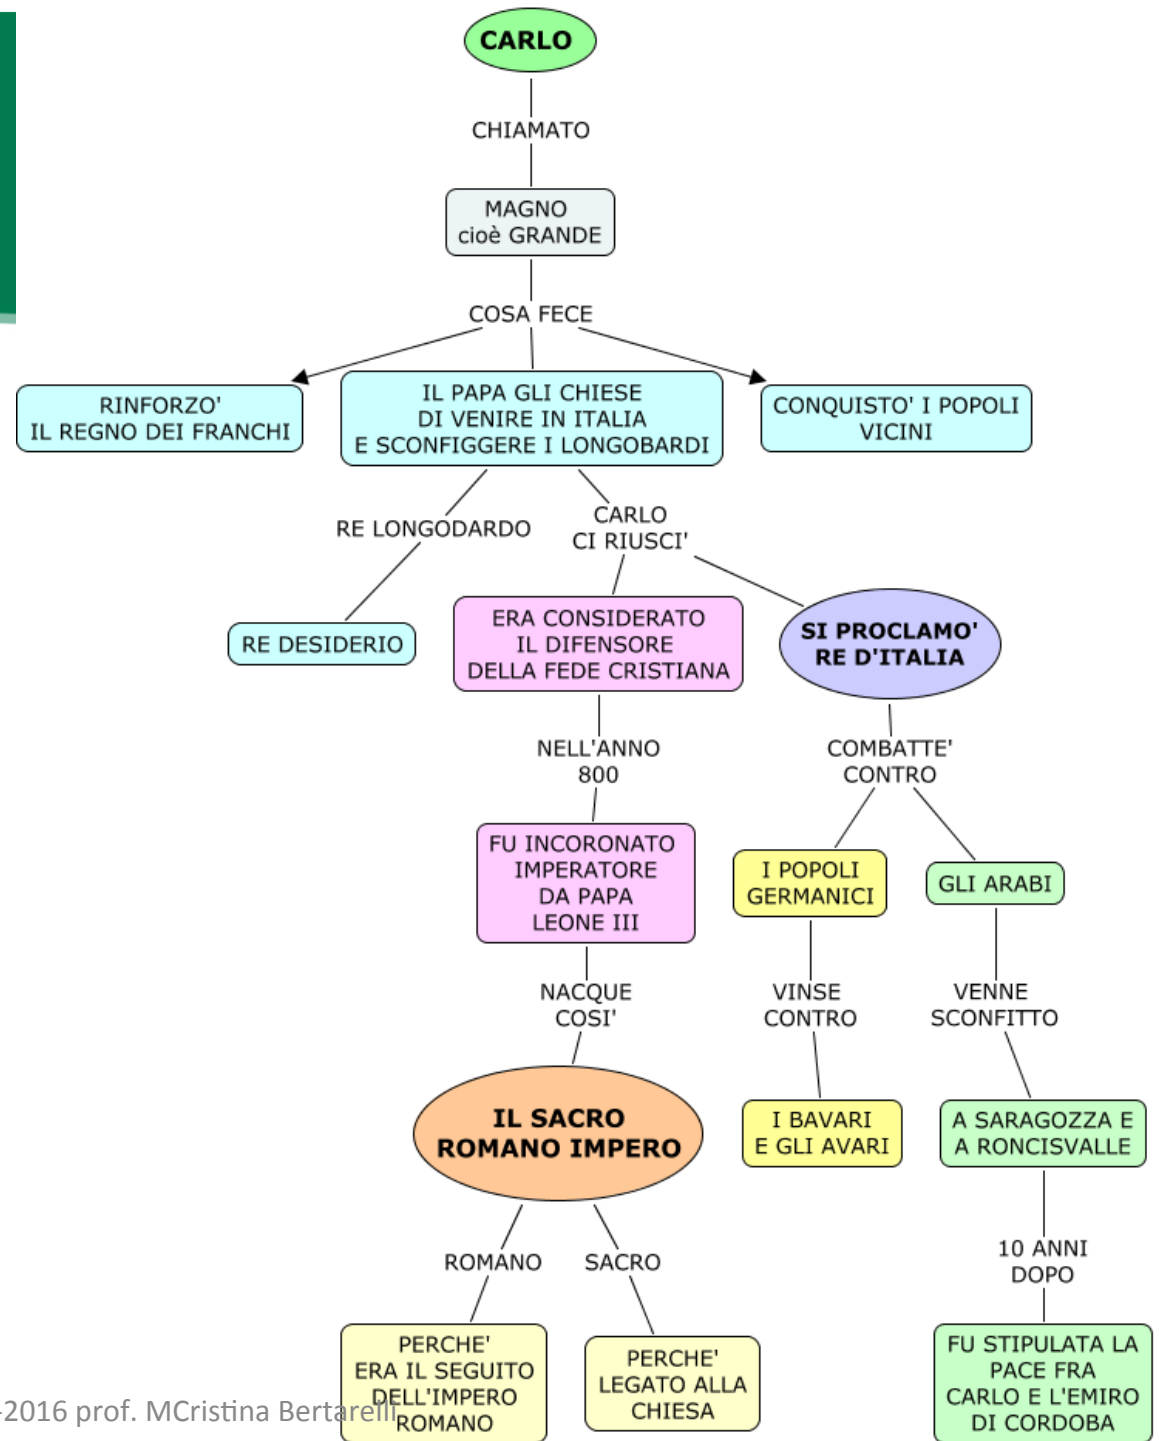 CARLO
CHIAMATO
MAGNO
cioè GRANDE
COSA FECE
RINFORZO'
IL REGNO DEI FRANCHI
IL PAPA GLI CHIESE
DI VENIRE IN ITALIA
E SCONFIGGERE I LONGOBARDI
CONQUISTO' I POPOLI
VICINI
RE LONGODARDO
CARLO
CI RIUSCI'
RE DESIDERIO
ERA CONSIDERATO
IL DIFENSORE
DELLA FEDE CRISTIANA
SI PROCLAMO'
RE D'ITALIA
NELL'ANNO
800
COMBATTE'
CONTRO
FU INCORONATO
IMPERATORE
DA PAPA
LEONE III
I POPOLI
GERMANICI
GLI ARABI
NACQUE
COSI'
VINSE
CONTRO
VENNE
SCONFITTO
IL SACRO
ROMANO IMPERO
I BAVARI
E GLI AVARI
A SARAGOZZA E
A RONCISVALLE
ROMANO
SACRO
10 ANNI
DOPO
PERCHE'
ERA IL SEGUITO
DELL'IMPERO
ROMANO
PERCHE'
LEGATO ALLA
CHIESA
FU STIPULATA LA
PACE FRA
CARLO E L'EMIRO
DI CORDOBA
-2016 prof. MCristina Bertarelli